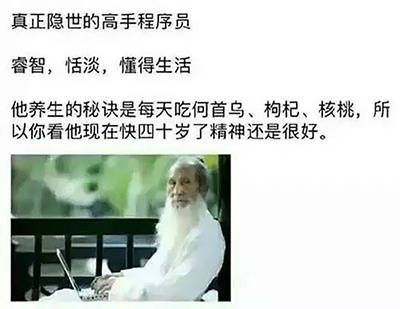 真正隐世的高手程序员
睿智，恬淡，懂得生活
他养生的秘诀是每天吃何首乌、枸杞、核桃，所
以你看他现在快四十岁了精神还是很好。